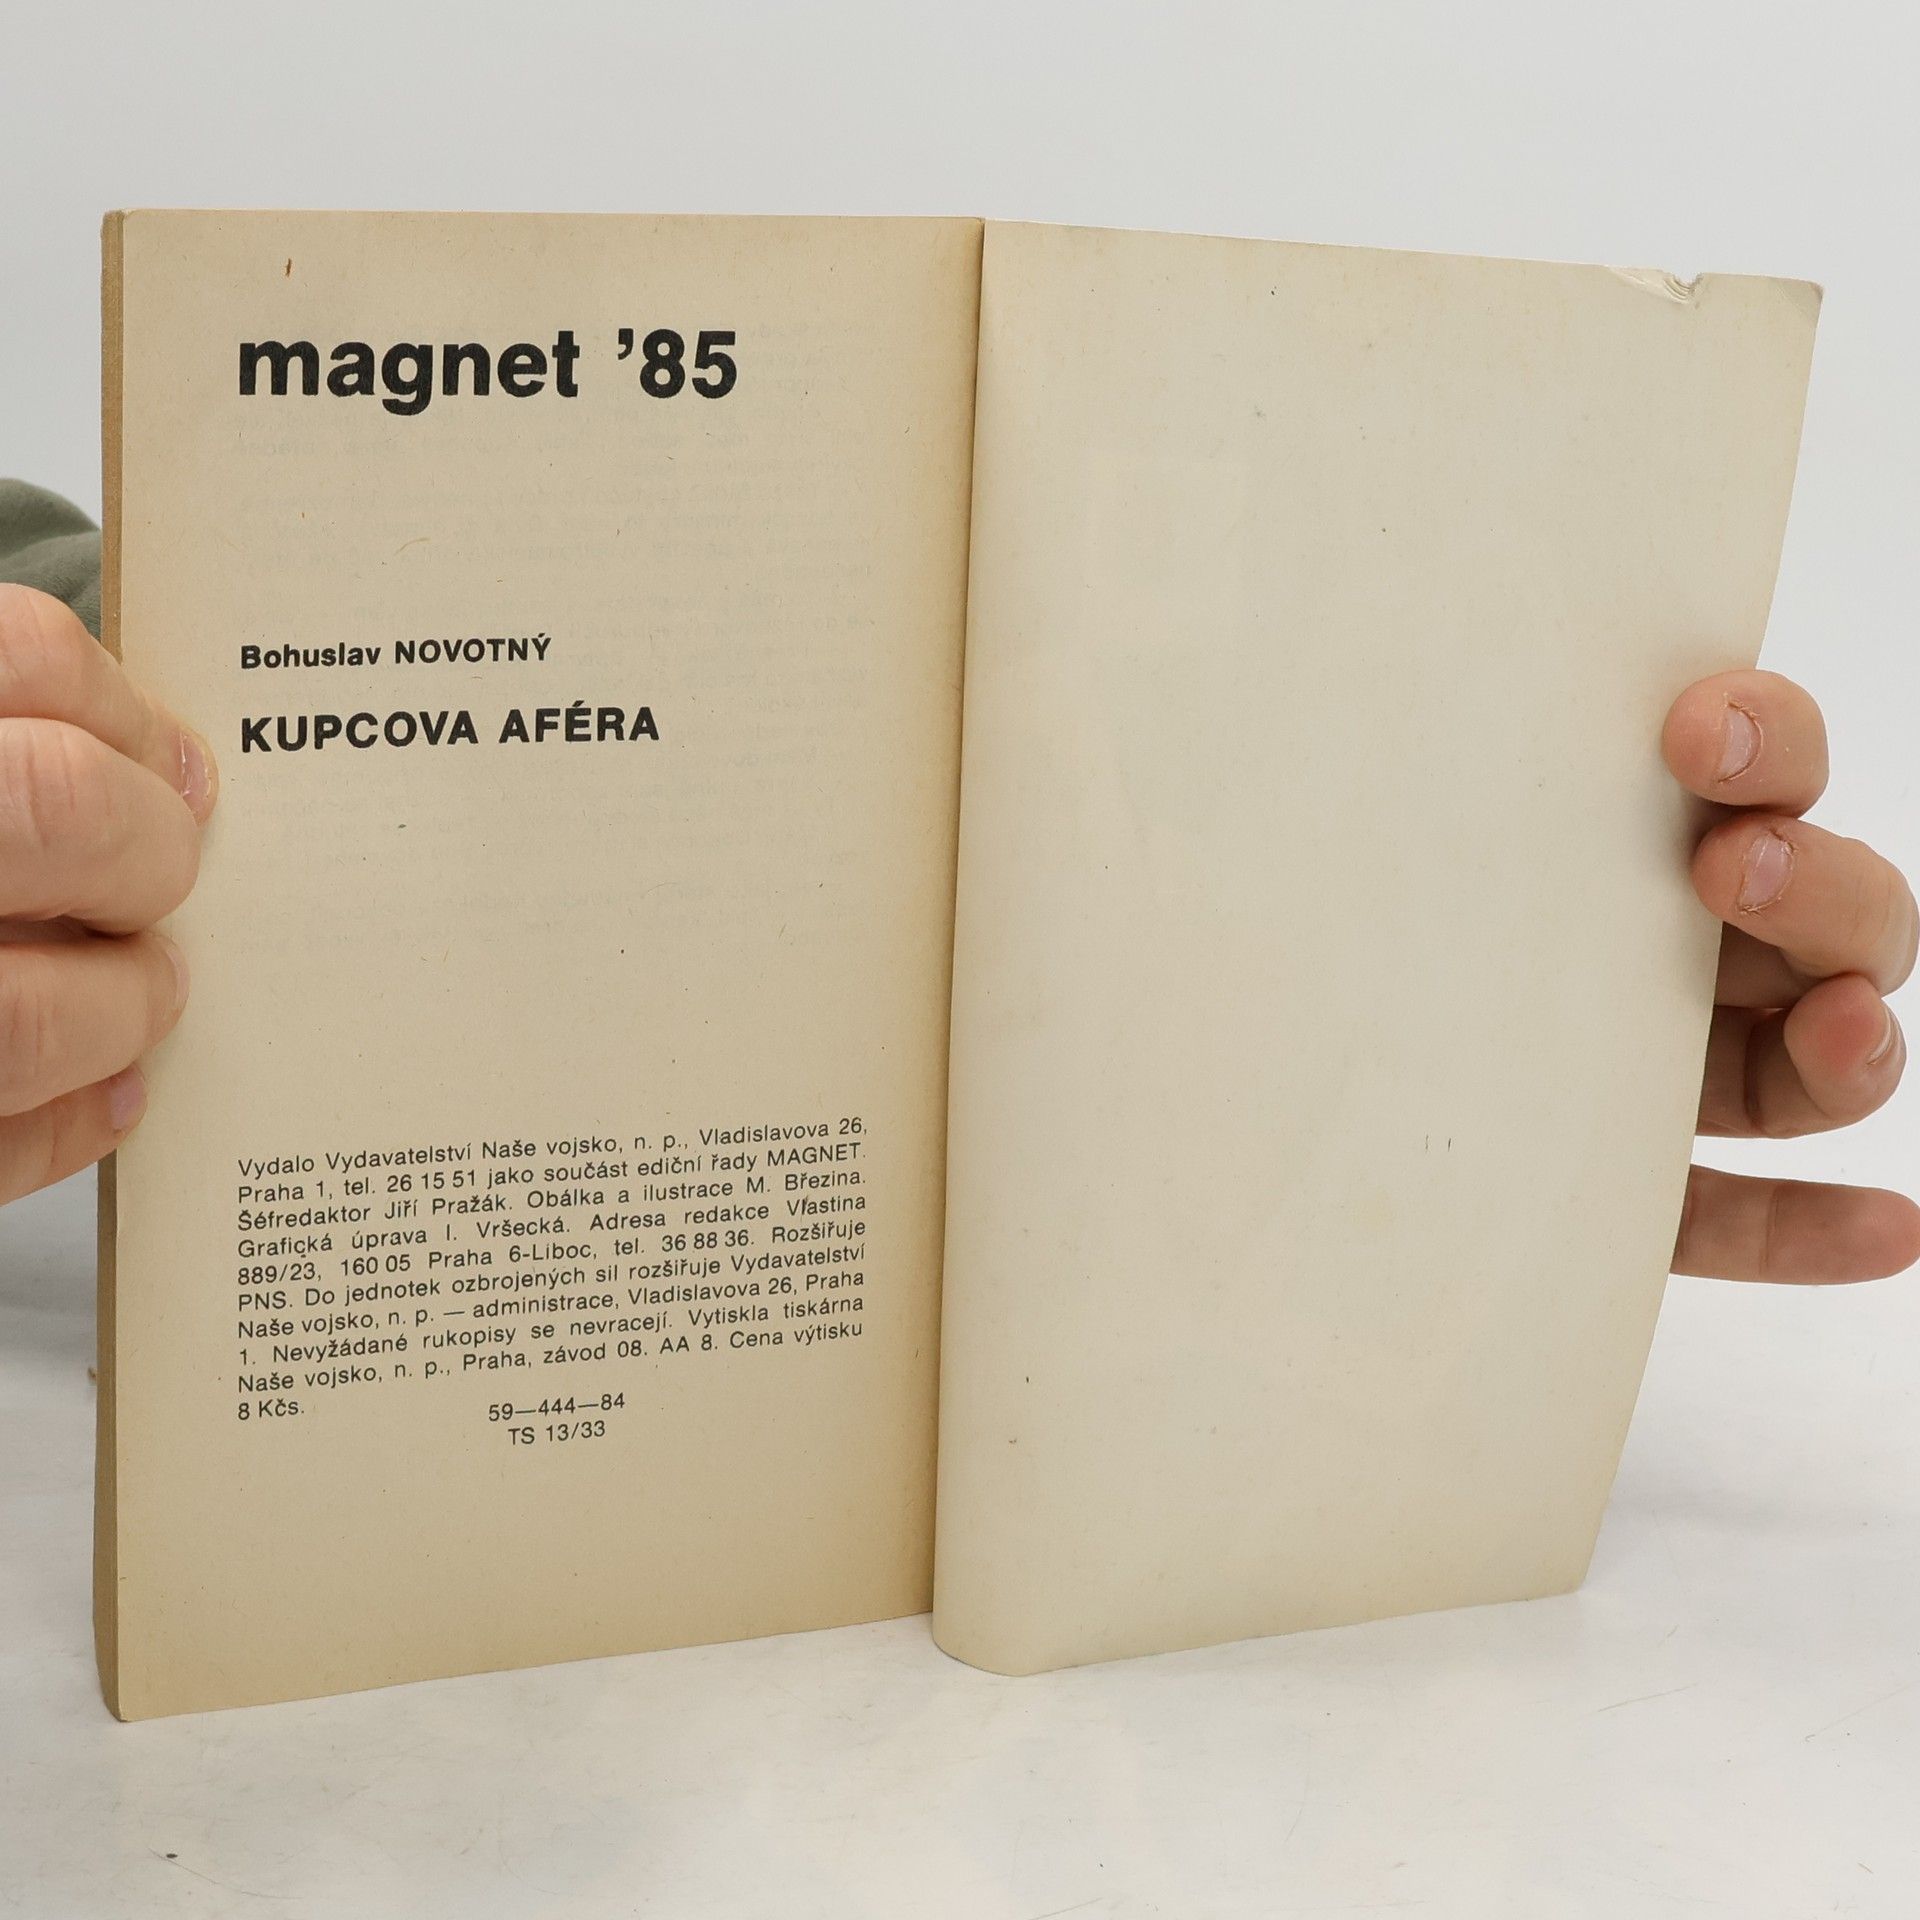 magnet ’85
Bohuslav NOVOTNÝ
KUPCOVA AFÉRA
Vydalo Vydavatelství Naše vojsko, n. p., Vladislavova 26,
Praha 1, tel. 26 15 51 jako součást ediční řady MAGNET.
Šéfredaktor Jiří Pražák. Obálka a ilustrace M. Březina.
Grafická úprava I. Vršecká. Adresa redakce Vlastina
889/23, 160 05 Praha 6-Liboc, tel. 36 88 36. Rozšiřuje
PNS. Do jednotek ozbrojených sil rozšiřuje Vydavatelství
Naše vojsko, n. p. — administrace, Vladislavova 26, Praha
1. Nevyžádané rukopisy se nevracejí. Vytiskla tiskárna
Naše vojsko, n. p., Praha, závod 08. AA 8. Cena výtisku
8 Kčs.
59—444—84
TS 13/33